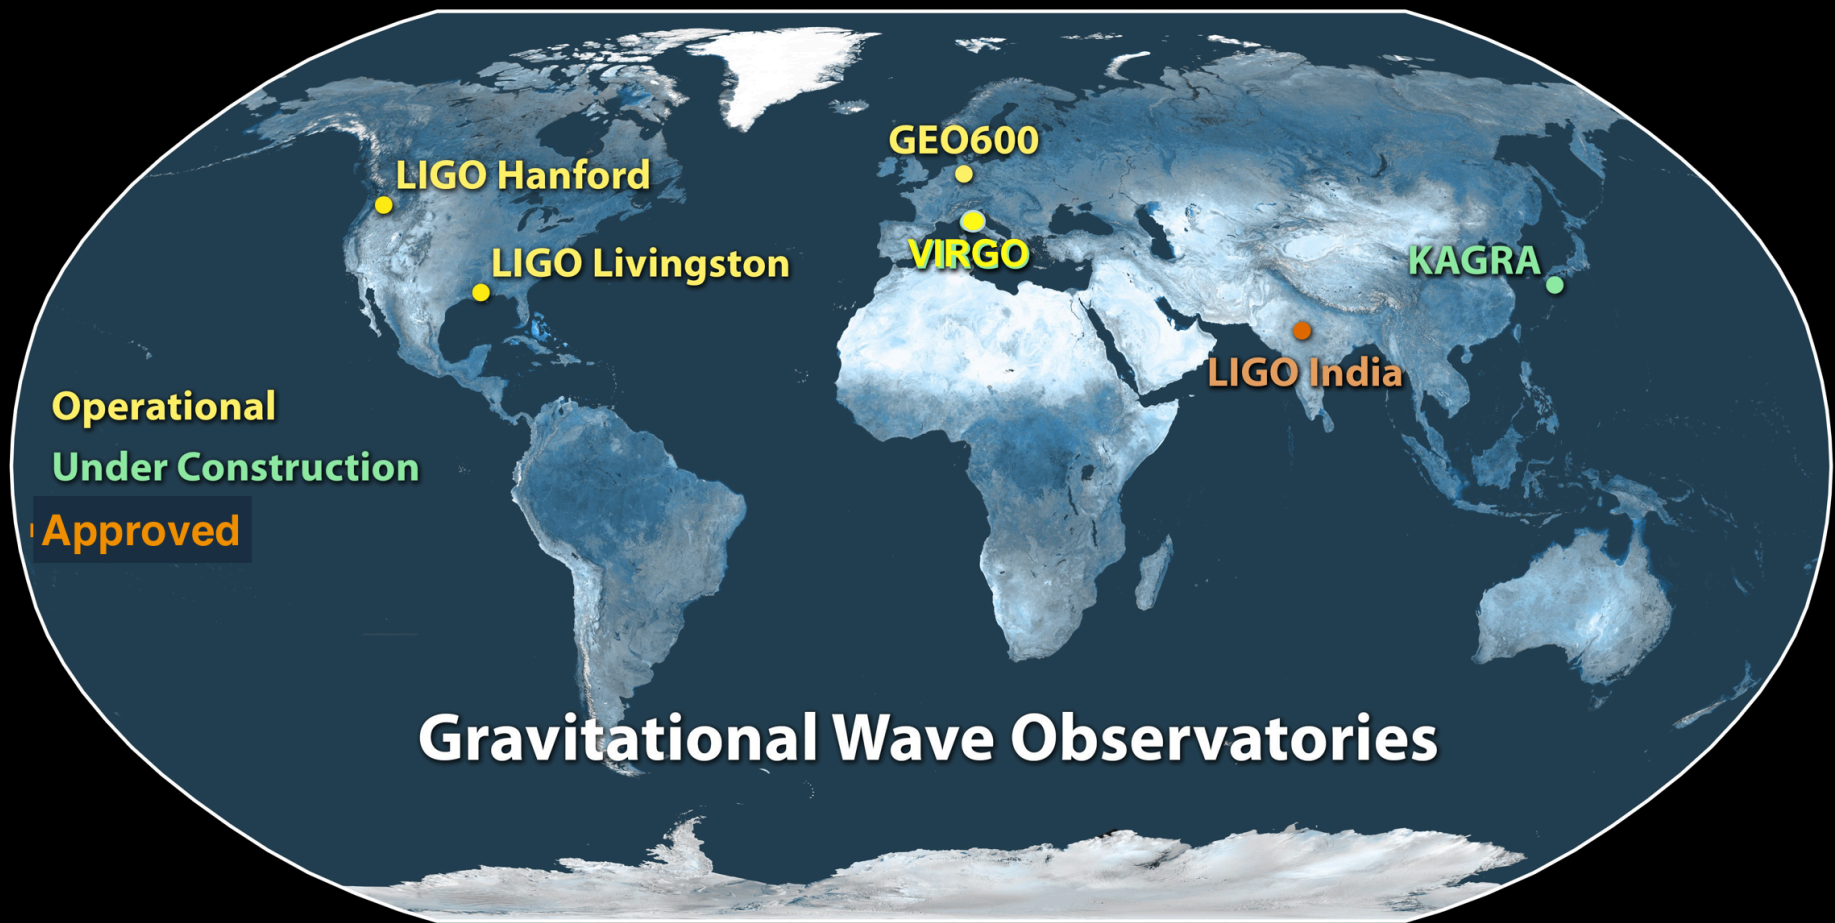 GEO600
LIGO Hanford
VIRGO
LIGO Livingston
KAGRA
LIGO India
Operational
Under Construction
Approved
Gravitational Wave Observatories